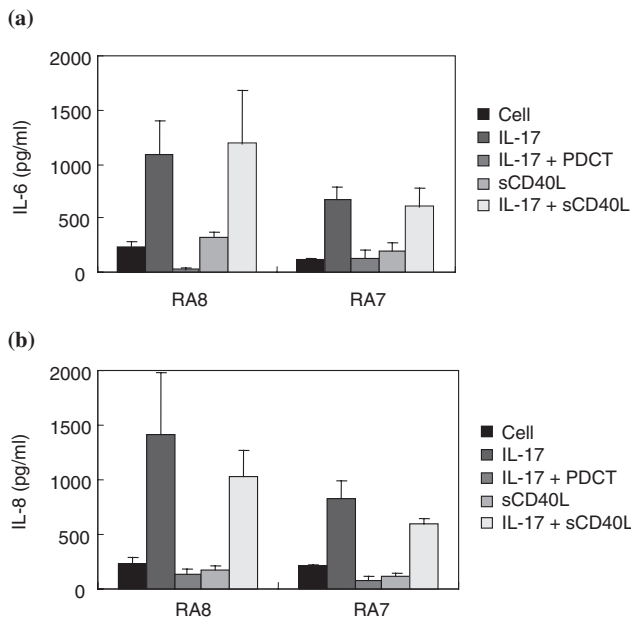 (a)
2000
1500
1000
500
0
IL-6 (pg/ml)
RA8 RA7
Cell
IL-17
IL-17 + PDCT
sCD40L
IL-17 + sCD40L
(b)
2000
1500
1000
500
0
IL-8 (pg/ml)
RA8 RA7
Cell
IL-17
IL-17 + PDCT
sCD40L
IL-17 + sCD40L